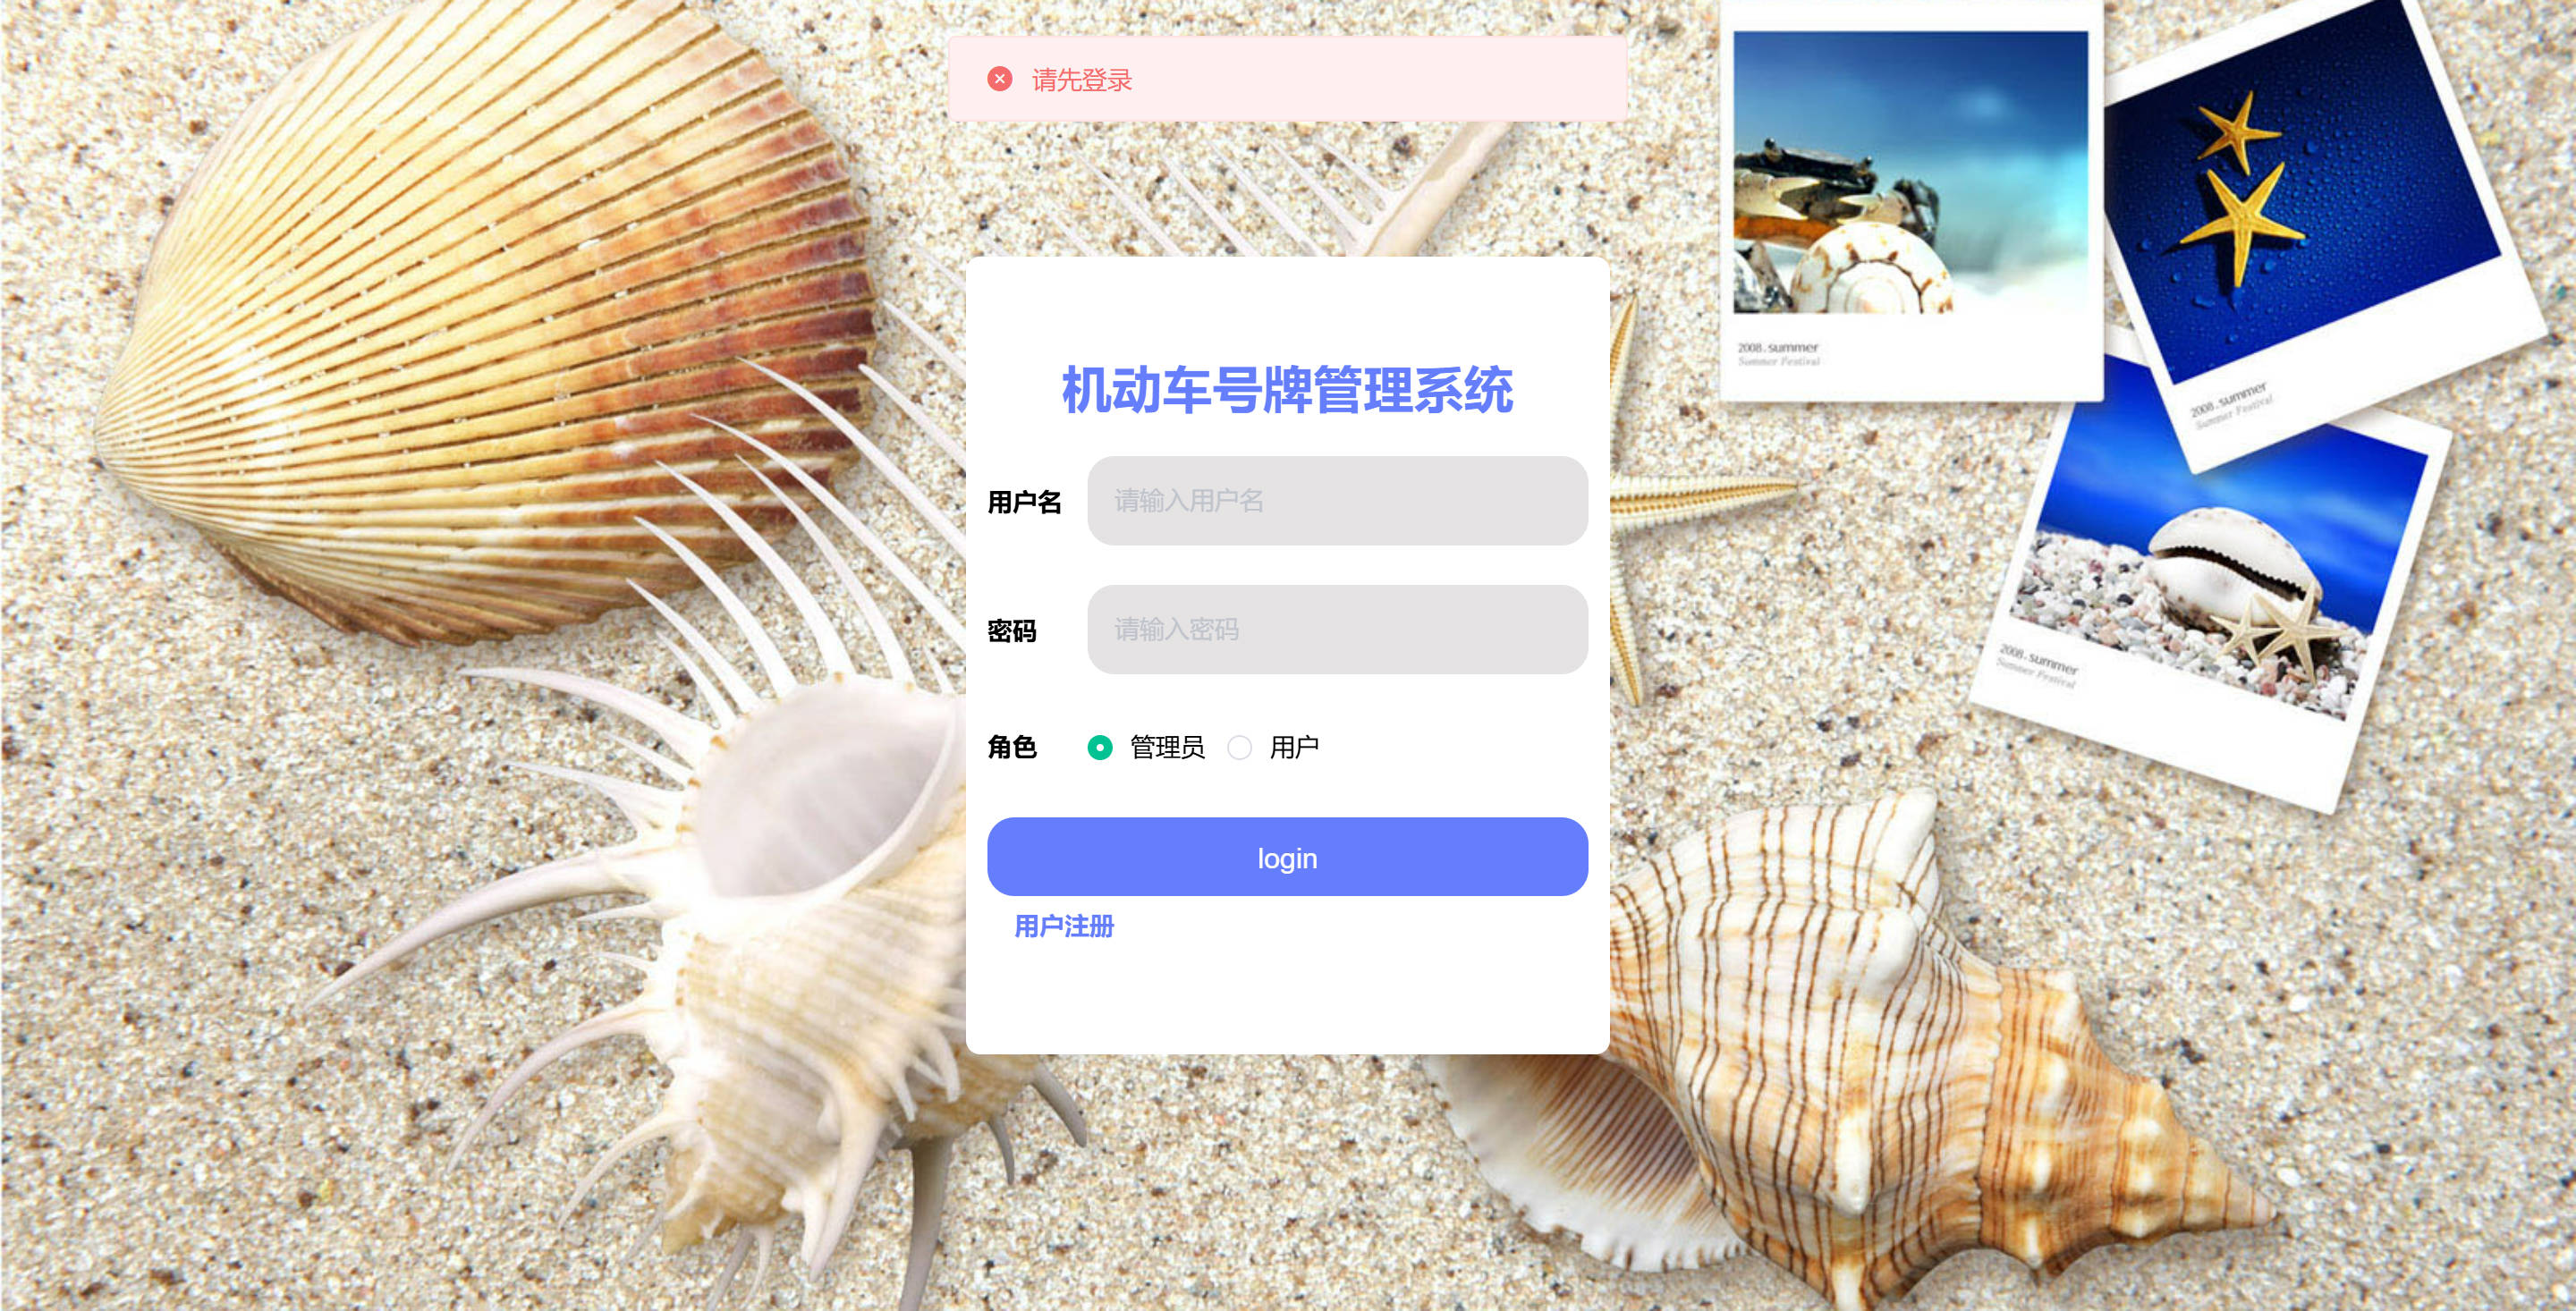 请先登录
2008.summer
Summer Festival
2008.summer
Summer Festival
2008.summer
Summer Festival
机动车号牌管理系统
用户名 请输入用户名
密码 请输入密码
角色 管理员 用户
login
用户注册